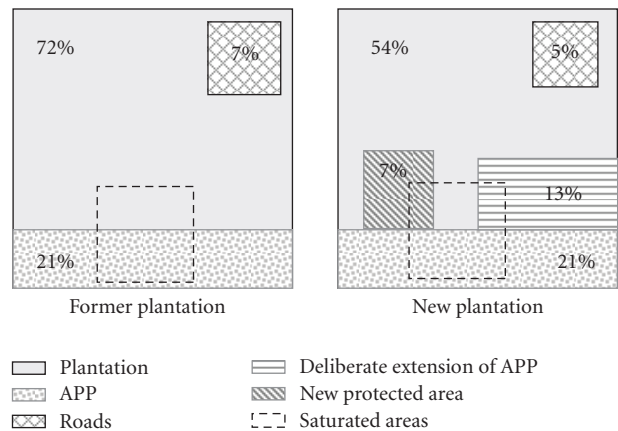 72%
7%
21%
Former plantation
54%
5%
7%
13%
21%
New plantation
Plantation
APP
Roads
Deliberate extension of APP
New protected area
Saturated areas